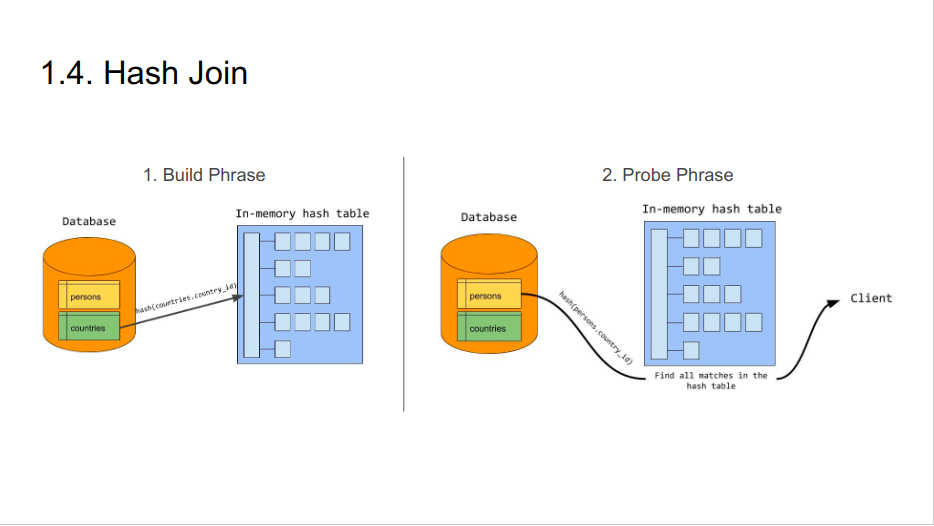 1.4. Hash Join
1. Build Phrase
Database
In-memory hash table
persons
countries
hash(countries.country_id)
2. Probe Phrase
Database
In-memory hash table
persons
countries
hash(persons.country_id)
Find all matches in the
hash table
Client